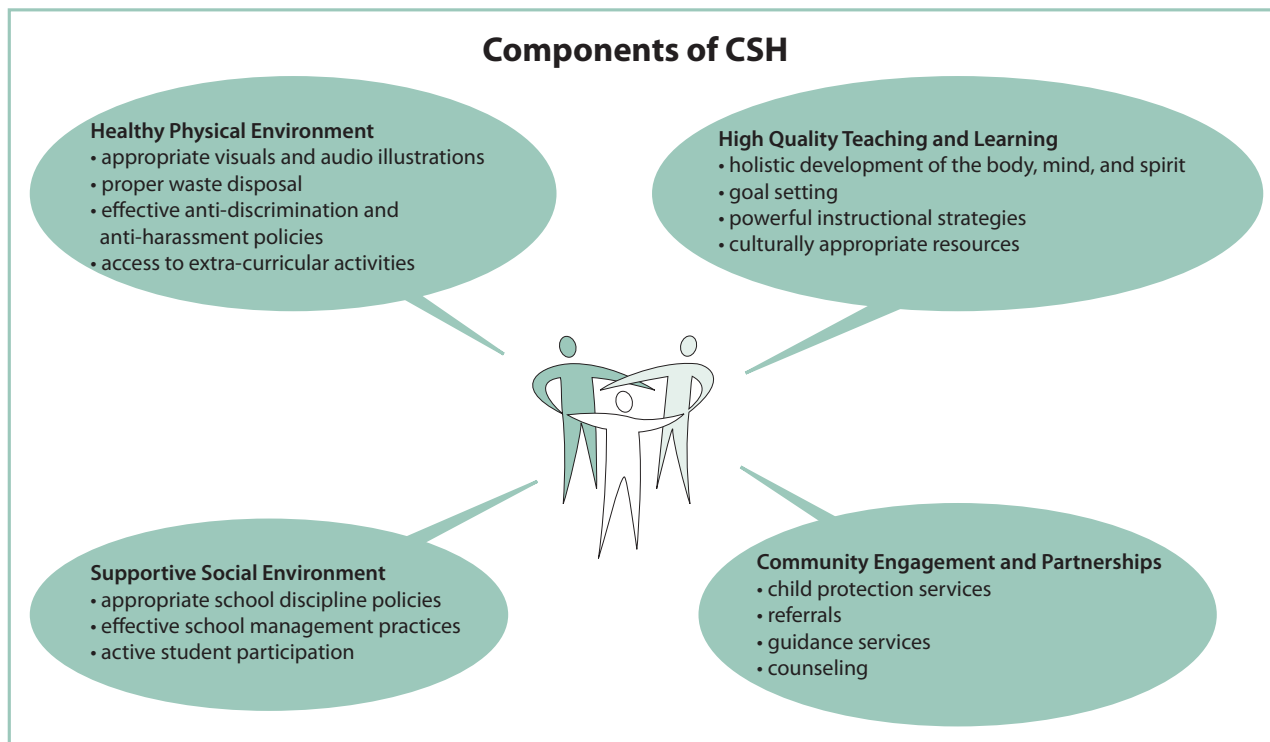 Components of CSH
Healthy Physical Environment
• appropriate visuals and audio illustrations
• proper waste disposal
• effective anti-discrimination and
anti-harassment policies
• access to extra-curricular activities
High Quality Teaching and Learning
• holistic development of the body, mind, and spirit
• goal setting
• powerful instructional strategies
• culturally appropriate resources
Supportive Social Environment
• appropriate school discipline policies
• effective school management practices
• active student participation
Community Engagement and Partnerships
• child protection services
• referrals
• guidance services
• counseling